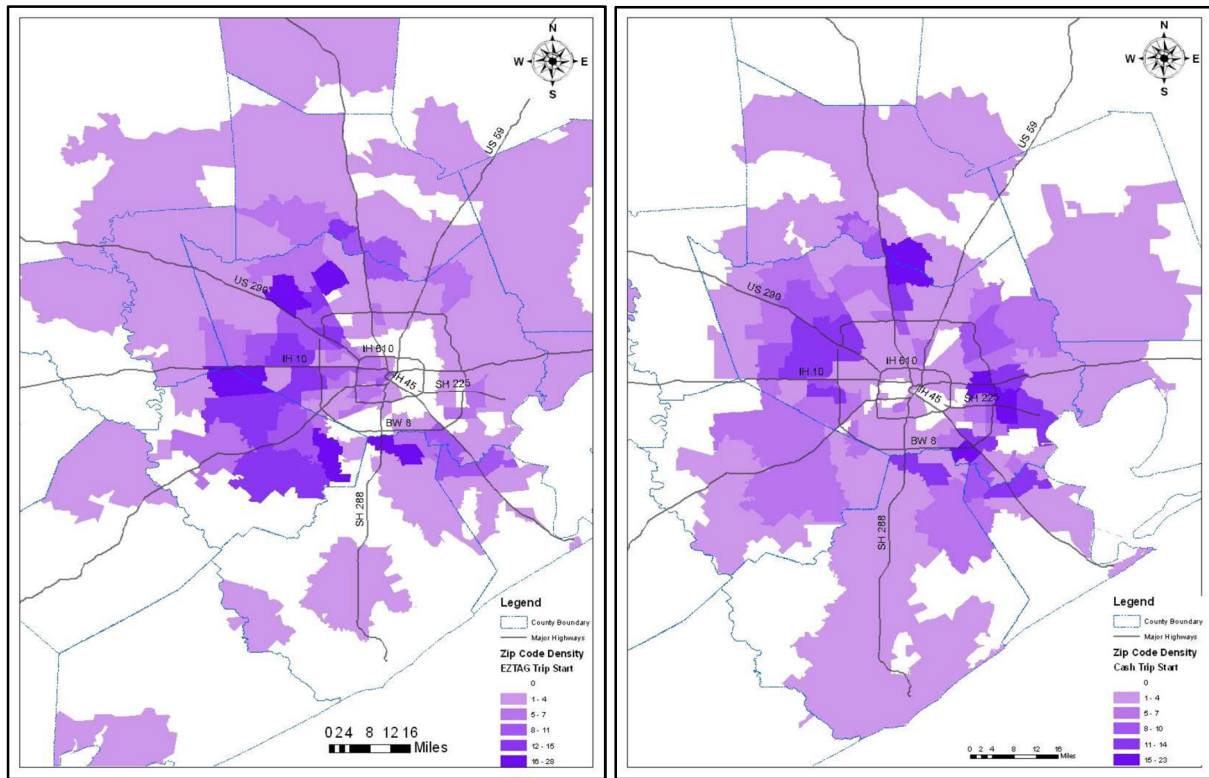 N
W E
S
US 59
US 290
IH 610
IH 10
IH 45
SH 225
BW 8
SH 288
Legend
County Boundary
Major Highways
Zip Code Density
EZTAG Trip Start
0
1 - 4
5 - 7
8 - 11
12 - 15
16 - 28
0 2 4 8 12 16
Miles
N
W E
S
US 59
US 290
IH 610
IH 10
IH 45
SH 225
BW 8
SH 288
Legend
County Boundary
Major Highways
Zip Code Density
Cash Trip Start
0
1 - 4
5 - 7
8 - 10
11 - 14
15 - 23
0 2 4 8 12 16
Miles